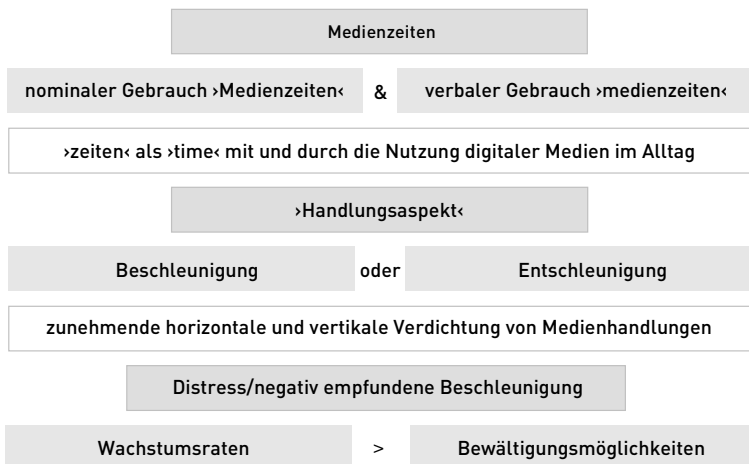 Medienzeiten
nominaler Gebrauch ›Medienzeiten‹ & verbaler Gebrauch ›medienzeiten‹
›zeiten‹ als ›time‹ mit und durch die Nutzung digitaler Medien im Alltag
›Handlungsaspekt‹
Beschleunigung oder Entschleunigung
zunehmende horizontale und vertikale Verdichtung von Medienhandlungen
Distress/negativ empfundene Beschleunigung
Wachstumsraten > Bewältigungsmöglichkeiten